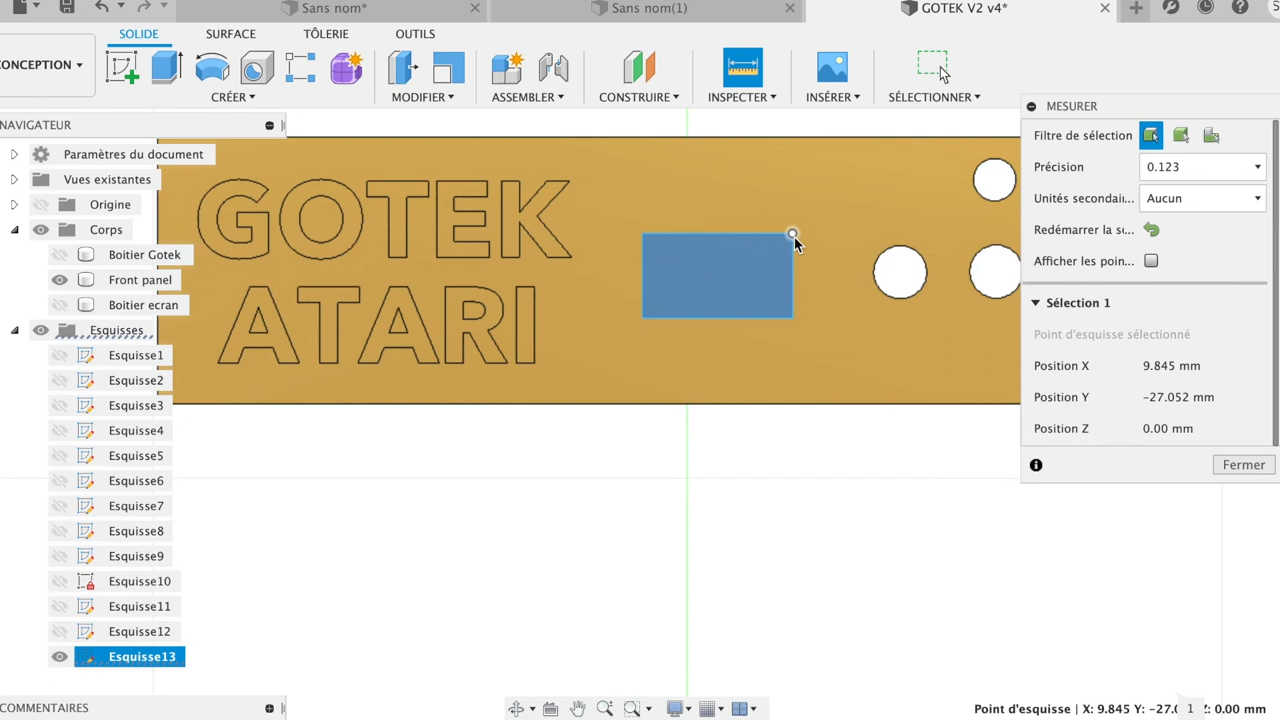 Sans nom*
Sans nom(1)
GOTEK V2 v4*
SOLIDE
SURFACE
TÔLERIE
OUTILS
ONCEPTION
CRÉER
MODIFIER
ASSEMBLER
CONSTRUIRE
INSPECTER
INSÉRER
SÉLECTIONNER
NAVIGATEUR
Paramètres du document
Vues existantes
Origine
Corps
Boitier Gotek
Front panel
Boitier ecran
Esquisses
Esquisse1
Esquisse2
Esquisse3
Esquisse4
Esquisse5
Esquisse6
Esquisse7
Esquisse8
Esquisse9
Esquisse10
Esquisse11
Esquisse12
Esquisse13
GOTEK
ATARI
MESURER
Filtre de sélection
Précision 0.123
Unités secondai... Aucun
Redémarrer la s...
Afficher les poin...
Sélection 1
Point d'esquisse sélectionné
Position X 9.845 mm
Position Y -27.052 mm
Position Z 0.00 mm
Fermer
COMMENTAIRES
Point d'esquisse | X: 9.845 Y: -27.0 1 Z: 0.00 mm